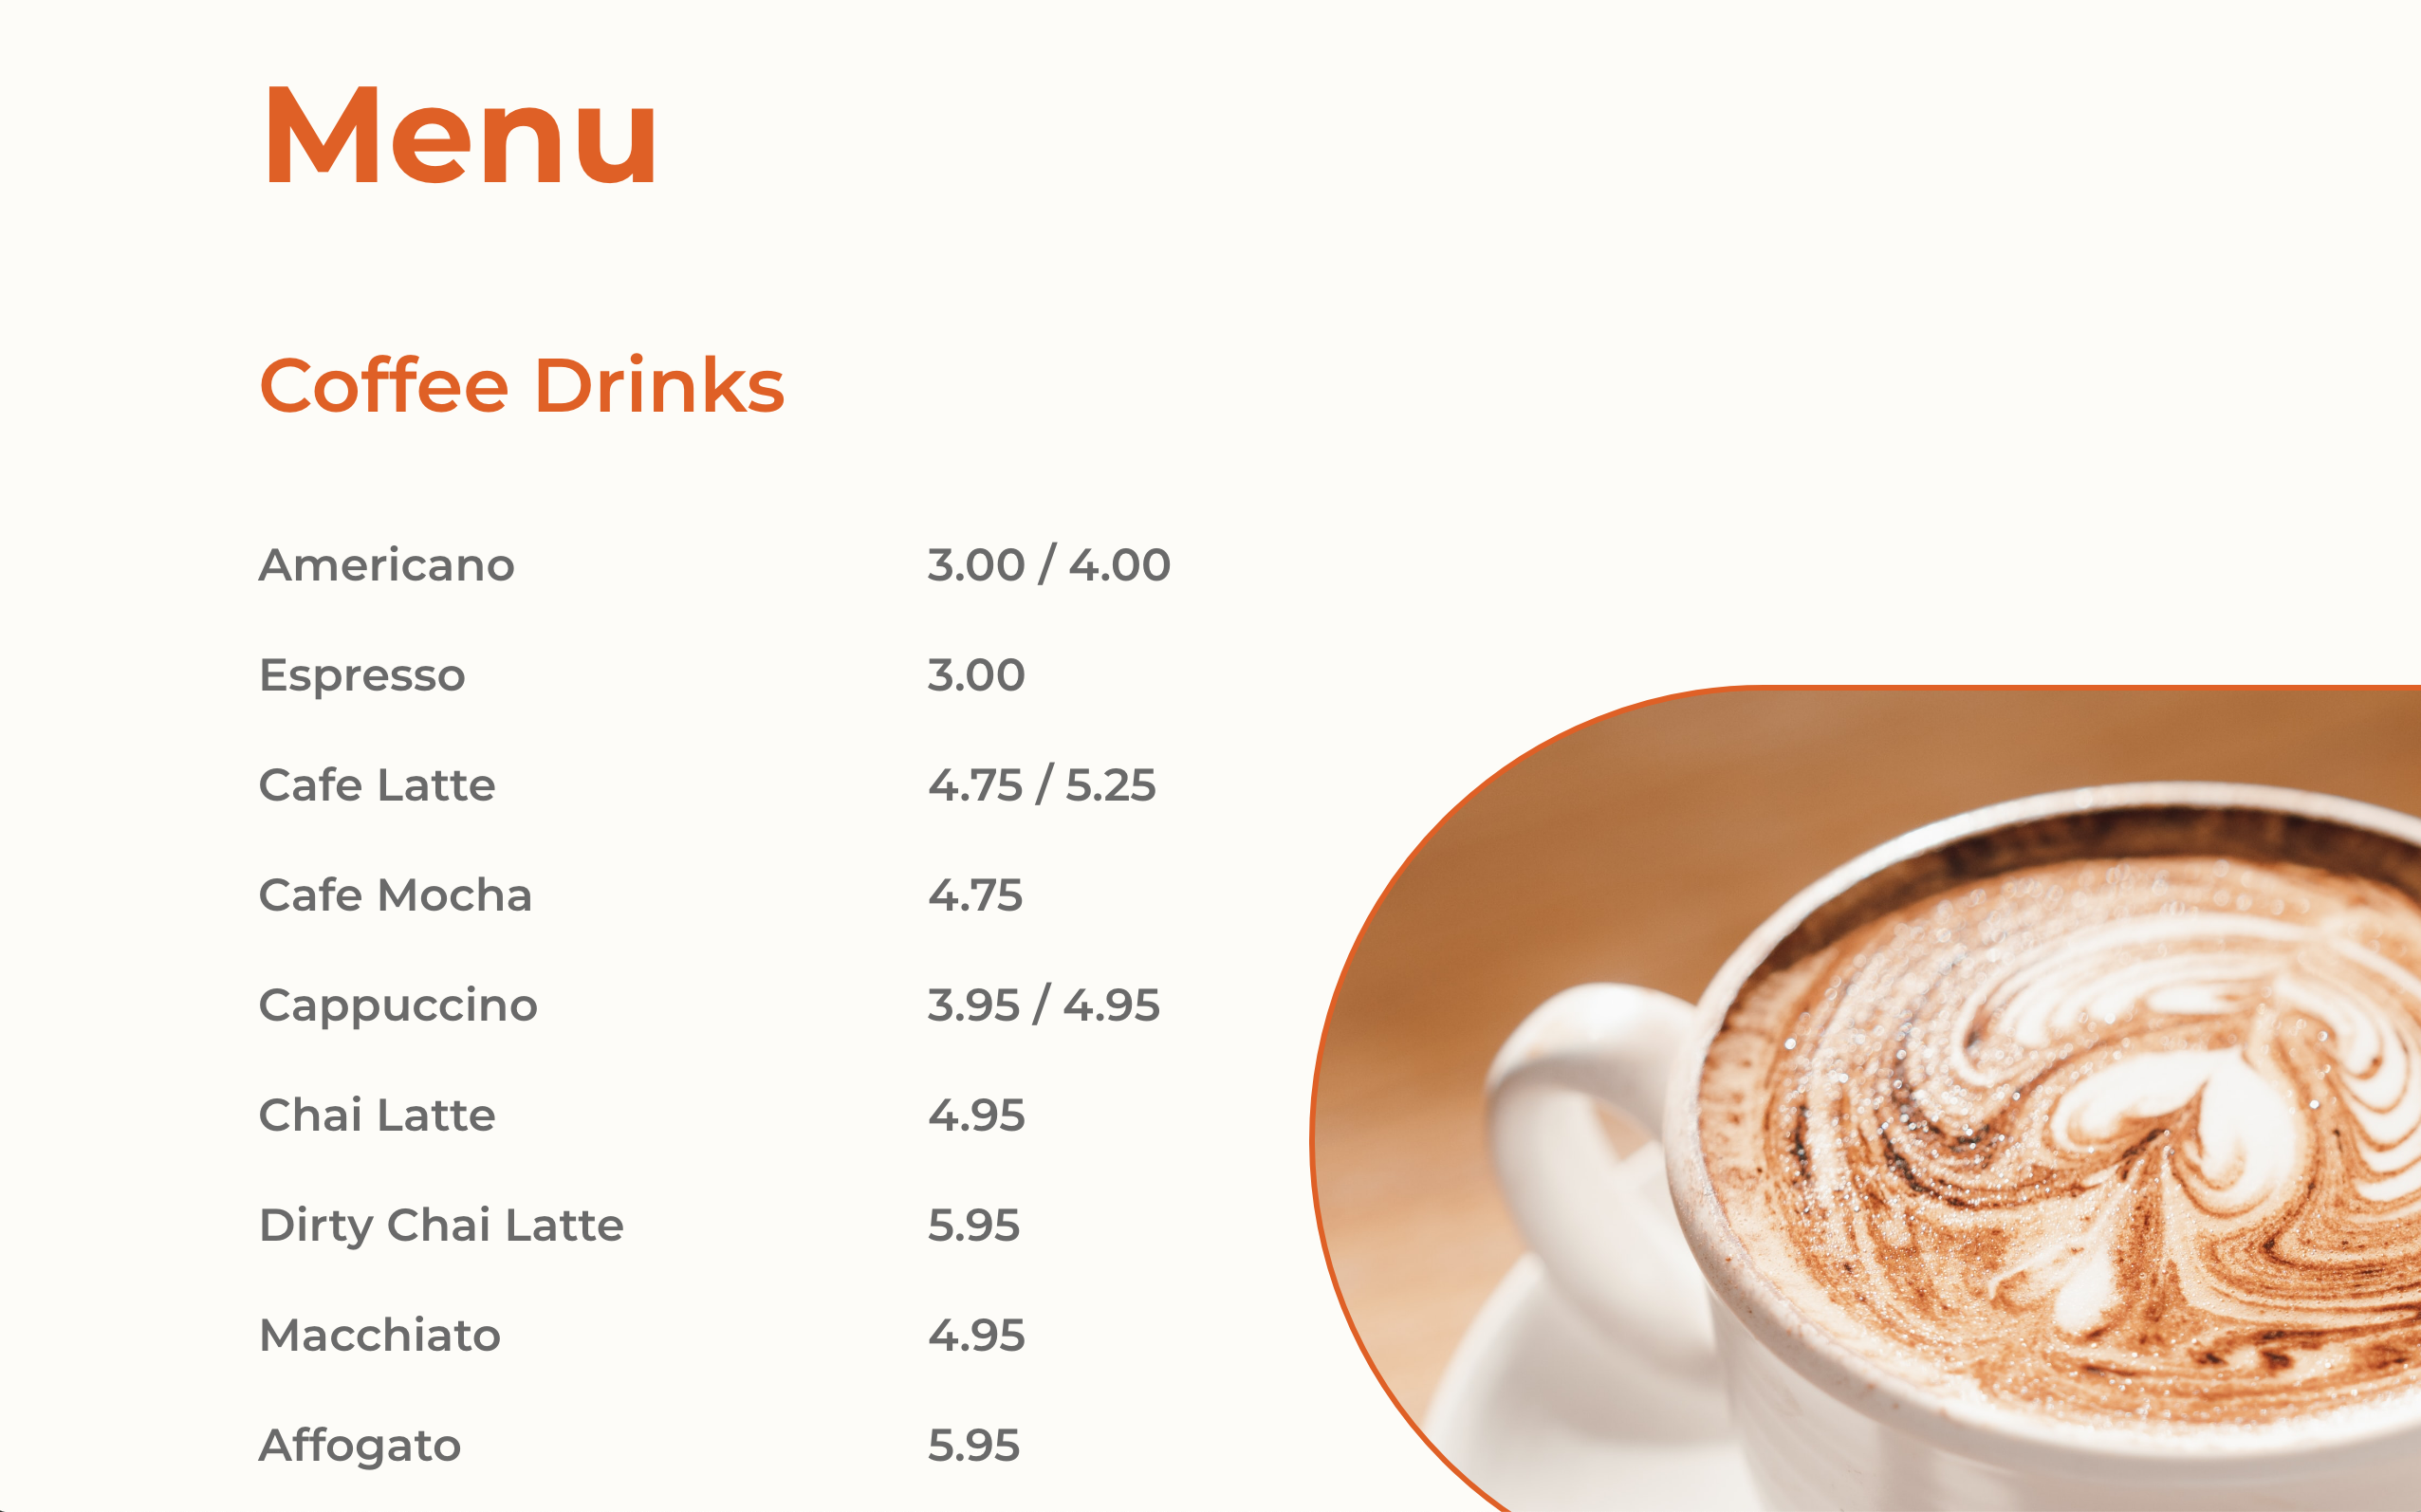 Menu
Coffee Drinks
Americano 3.00 / 4.00
Espresso 3.00
Cafe Latte 4.75 / 5.25
Cafe Mocha 4.75
Cappuccino 3.95 / 4.95
Chai Latte 4.95
Dirty Chai Latte 5.95
Macchiato 4.95
Affogato 5.95